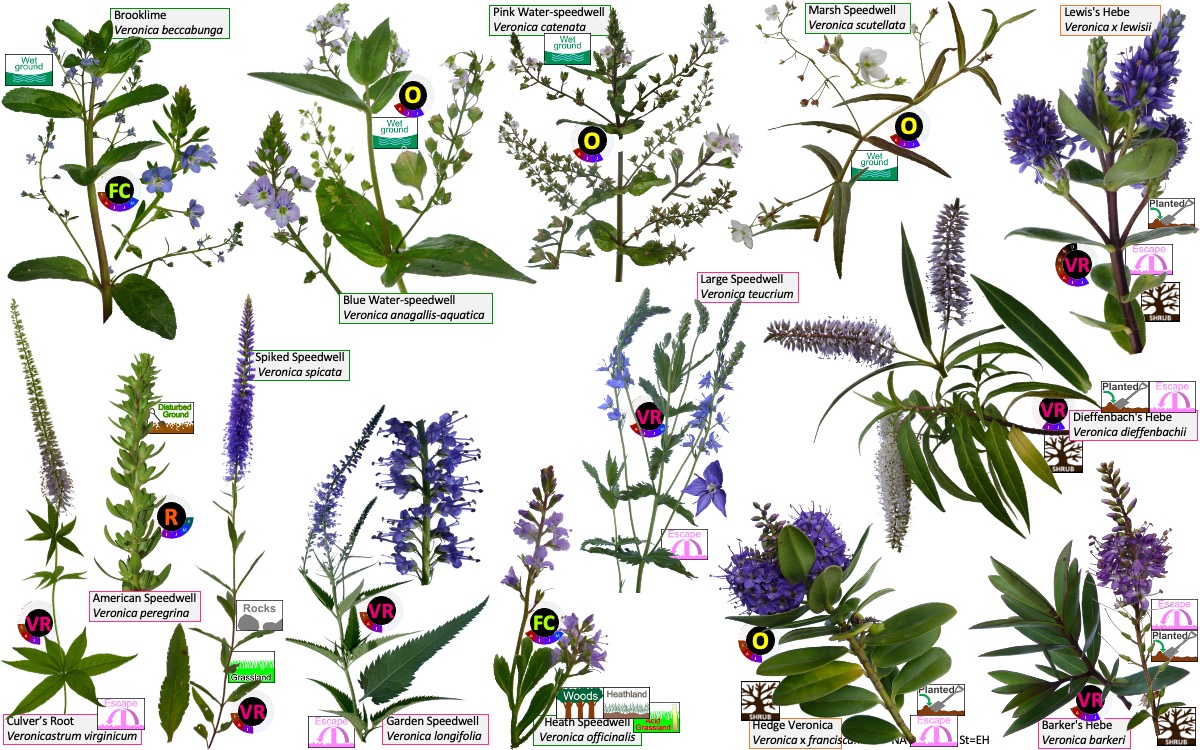 Brooklime
Veronica beccabunga
Wet
ground
FC
O
Wet
ground
Blue Water-speedwell
Veronica anagallis-aquatica
Pink Water-speedwell
Veronica catenata
Wet
ground
O
Marsh Speedwell
Veronica scutellata
O
Wet
ground
Lewis's Hebe
Veronica x lewisii
Planted
Escape
VR
SHRUB
Large Speedwell
Veronica teucrium
VR
Escape
Planted
Escape
VR
Dieffenbach's Hebe
Veronica dieffenbachii
SHRUB
Spiked Speedwell
Veronica spicata
Rocks
Grassland
VR
Disturbed
Ground
R
American Speedwell
Veronica peregrina
VR
Escape
Culver's Root
Veronicastrum virginicum
VR
Escape
Garden Speedwell
Veronica longifolia
FC
Woods
Heathland
Acid
Grassland
Heath Speedwell
Veronica officinalis
O
SHRUB
Planted
Escape
Hedge Veronica
Veronica x francisc
St=EH
Escape
Planted
VR
Barker's Hebe
Veronica barkeri
SHRUB